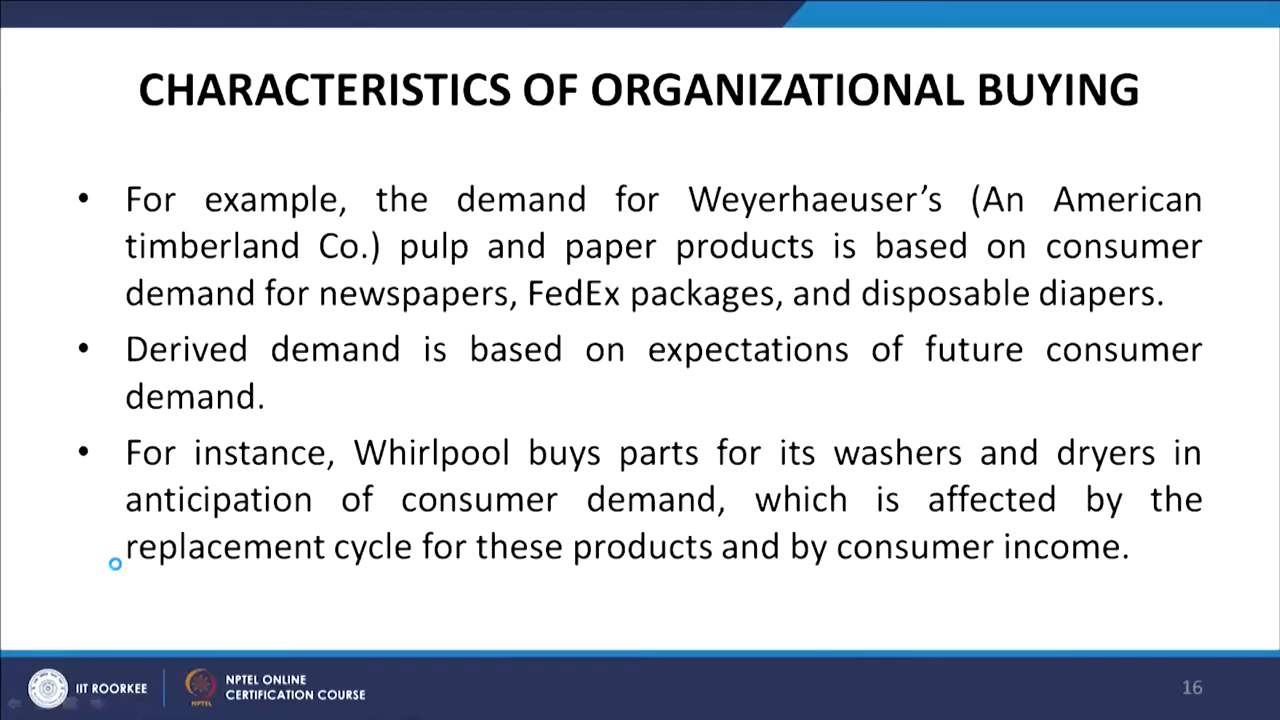 CHARACTERISTICS OF ORGANIZATIONAL BUYING
• For example, the demand for Weyerhaeuser’s (An American
timberland Co.) pulp and paper products is based on consumer
demand for newspapers, FedEx packages, and disposable diapers.
• Derived demand is based on expectations of future consumer
demand.
• For instance, Whirlpool buys parts for its washers and dryers in
anticipation of consumer demand, which is affected by the
replacement cycle for these products and by consumer income.
IIT ROORKEE
NPTEL
NPTEL ONLINE
CERTIFICATION COURSE
16